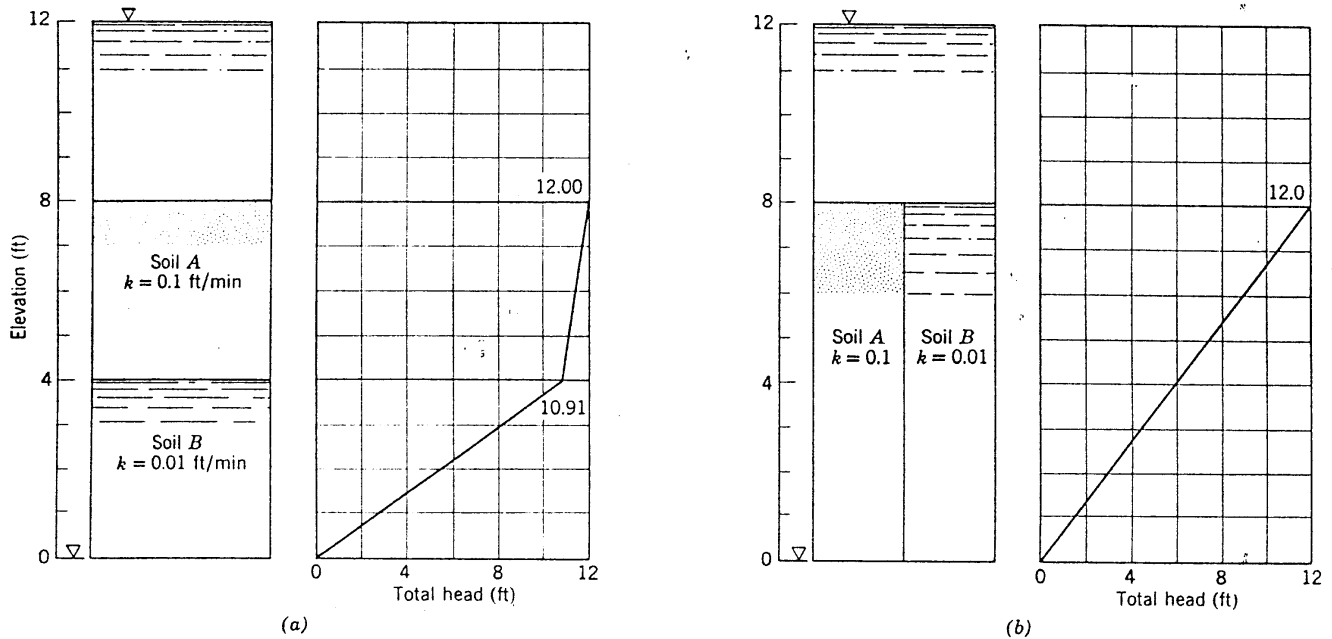 12
12.00
8
Soil A
k = 0.1 ft/min
Elevation (ft)
4
10.91
Soil B
k = 0.01 ft/min
0
0 4 8 12
Total head (ft)
(a)
12
12.0
8
Soil A Soil B
k = 0.1 k = 0.01
4
0
0 4 8 12
Total head (ft)
(b)